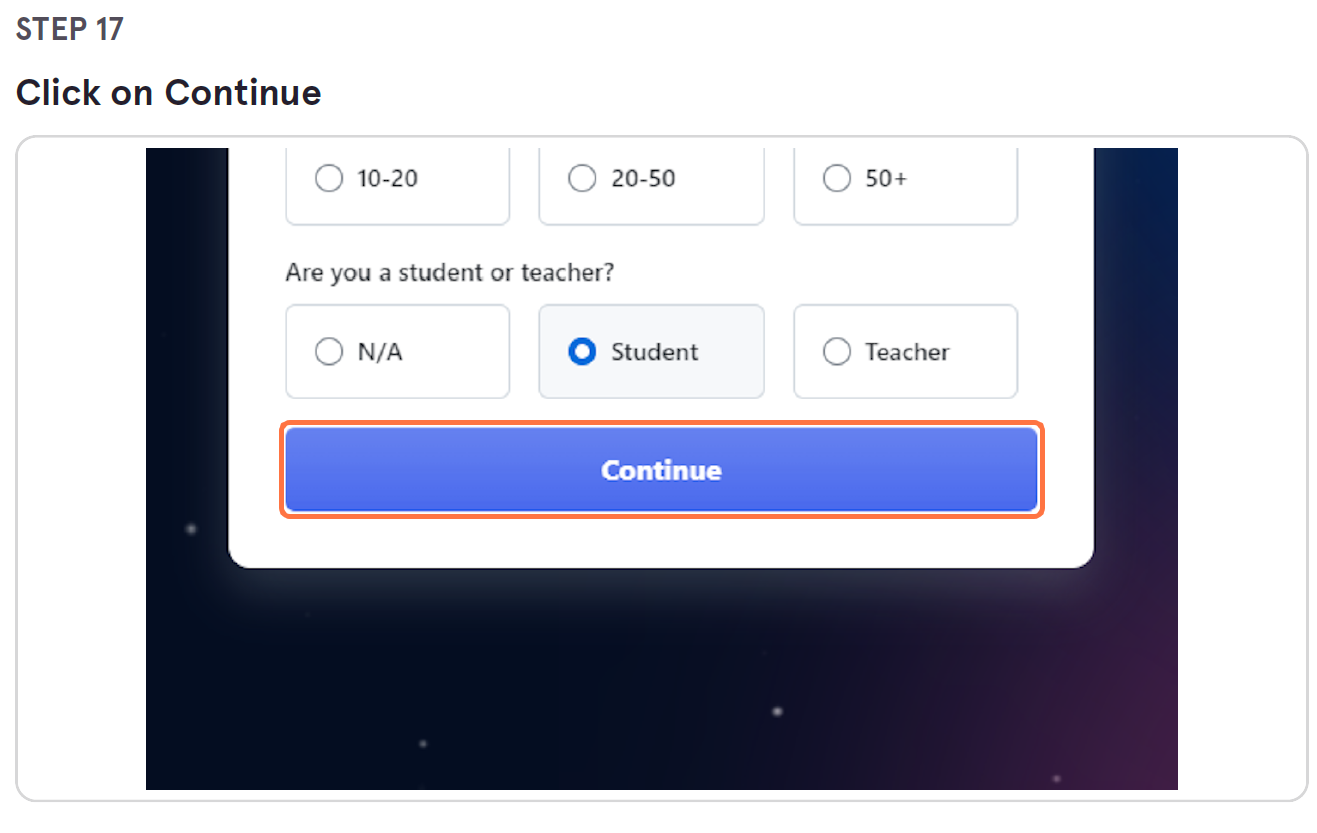 STEP 17
Click on Continue
10-20 20-50 50+
Are you a student or teacher?
N/A Student Teacher
Continue